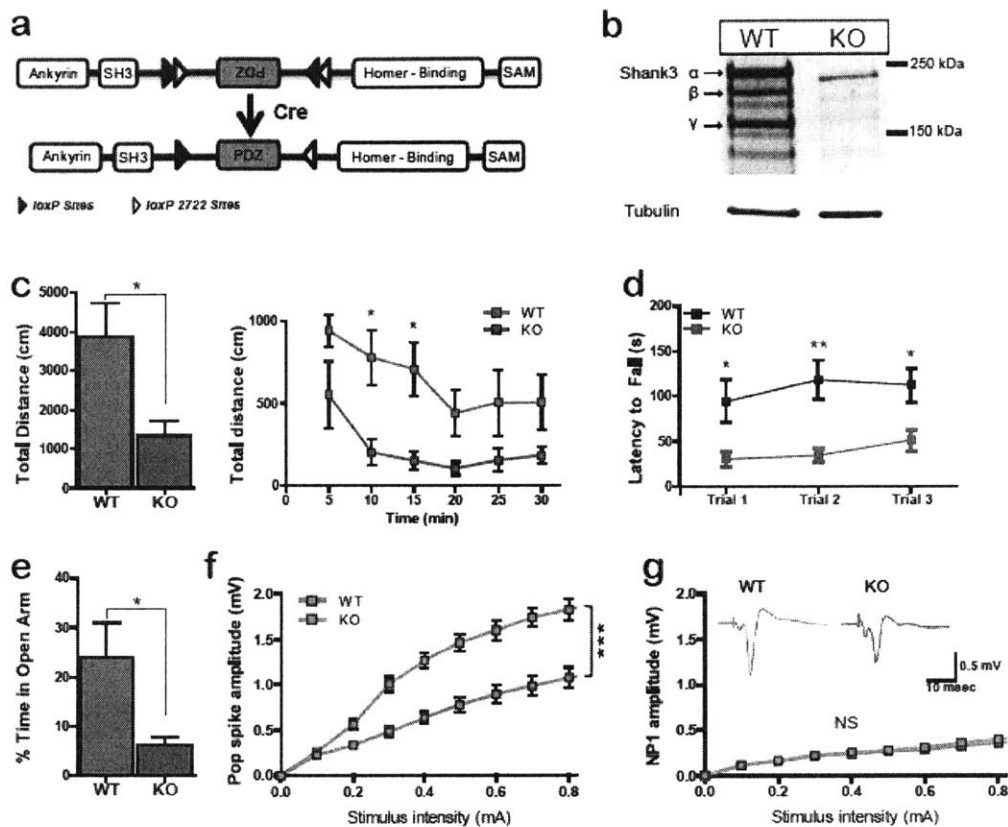 a
Ankyrin SH3 PDZ Homer - Binding SAM
Cre
Ankyrin SH3 PDZ Homer - Binding SAM
loxP Sites loxP 2722 Sites
b
WT KO
Shank3 α
β
γ
250 kDa
150 kDa
Tubulin
c
Total Distance (cm)
5000
4000
3000
2000
1000
0
*
WT KO
Total distance (cm)
1000
500
0
* *
WT
KO
0 5 10 15 20 25 30
Time (min)
d
Latency to Fall (s)
200
150
100
50
0
WT
KO
* ** *
Trial 1 Trial 2 Trial 3
e
% Time in Open Arm
40
30
20
10
0
*
WT KO
f
Pop spike amplitude (mV)
2.0
1.5
1.0
0.5
0.0
WT
KO
***
0.0 0.2 0.4 0.6 0.8
Stimulus intensity (mA)
g
NP1 amplitude (mV)
2.0
1.5
1.0
0.5
0.0
WT KO
0.5 mV
10 msec
NS
0.0 0.2 0.4 0.6 0.8
Stimulus intensity (mA)